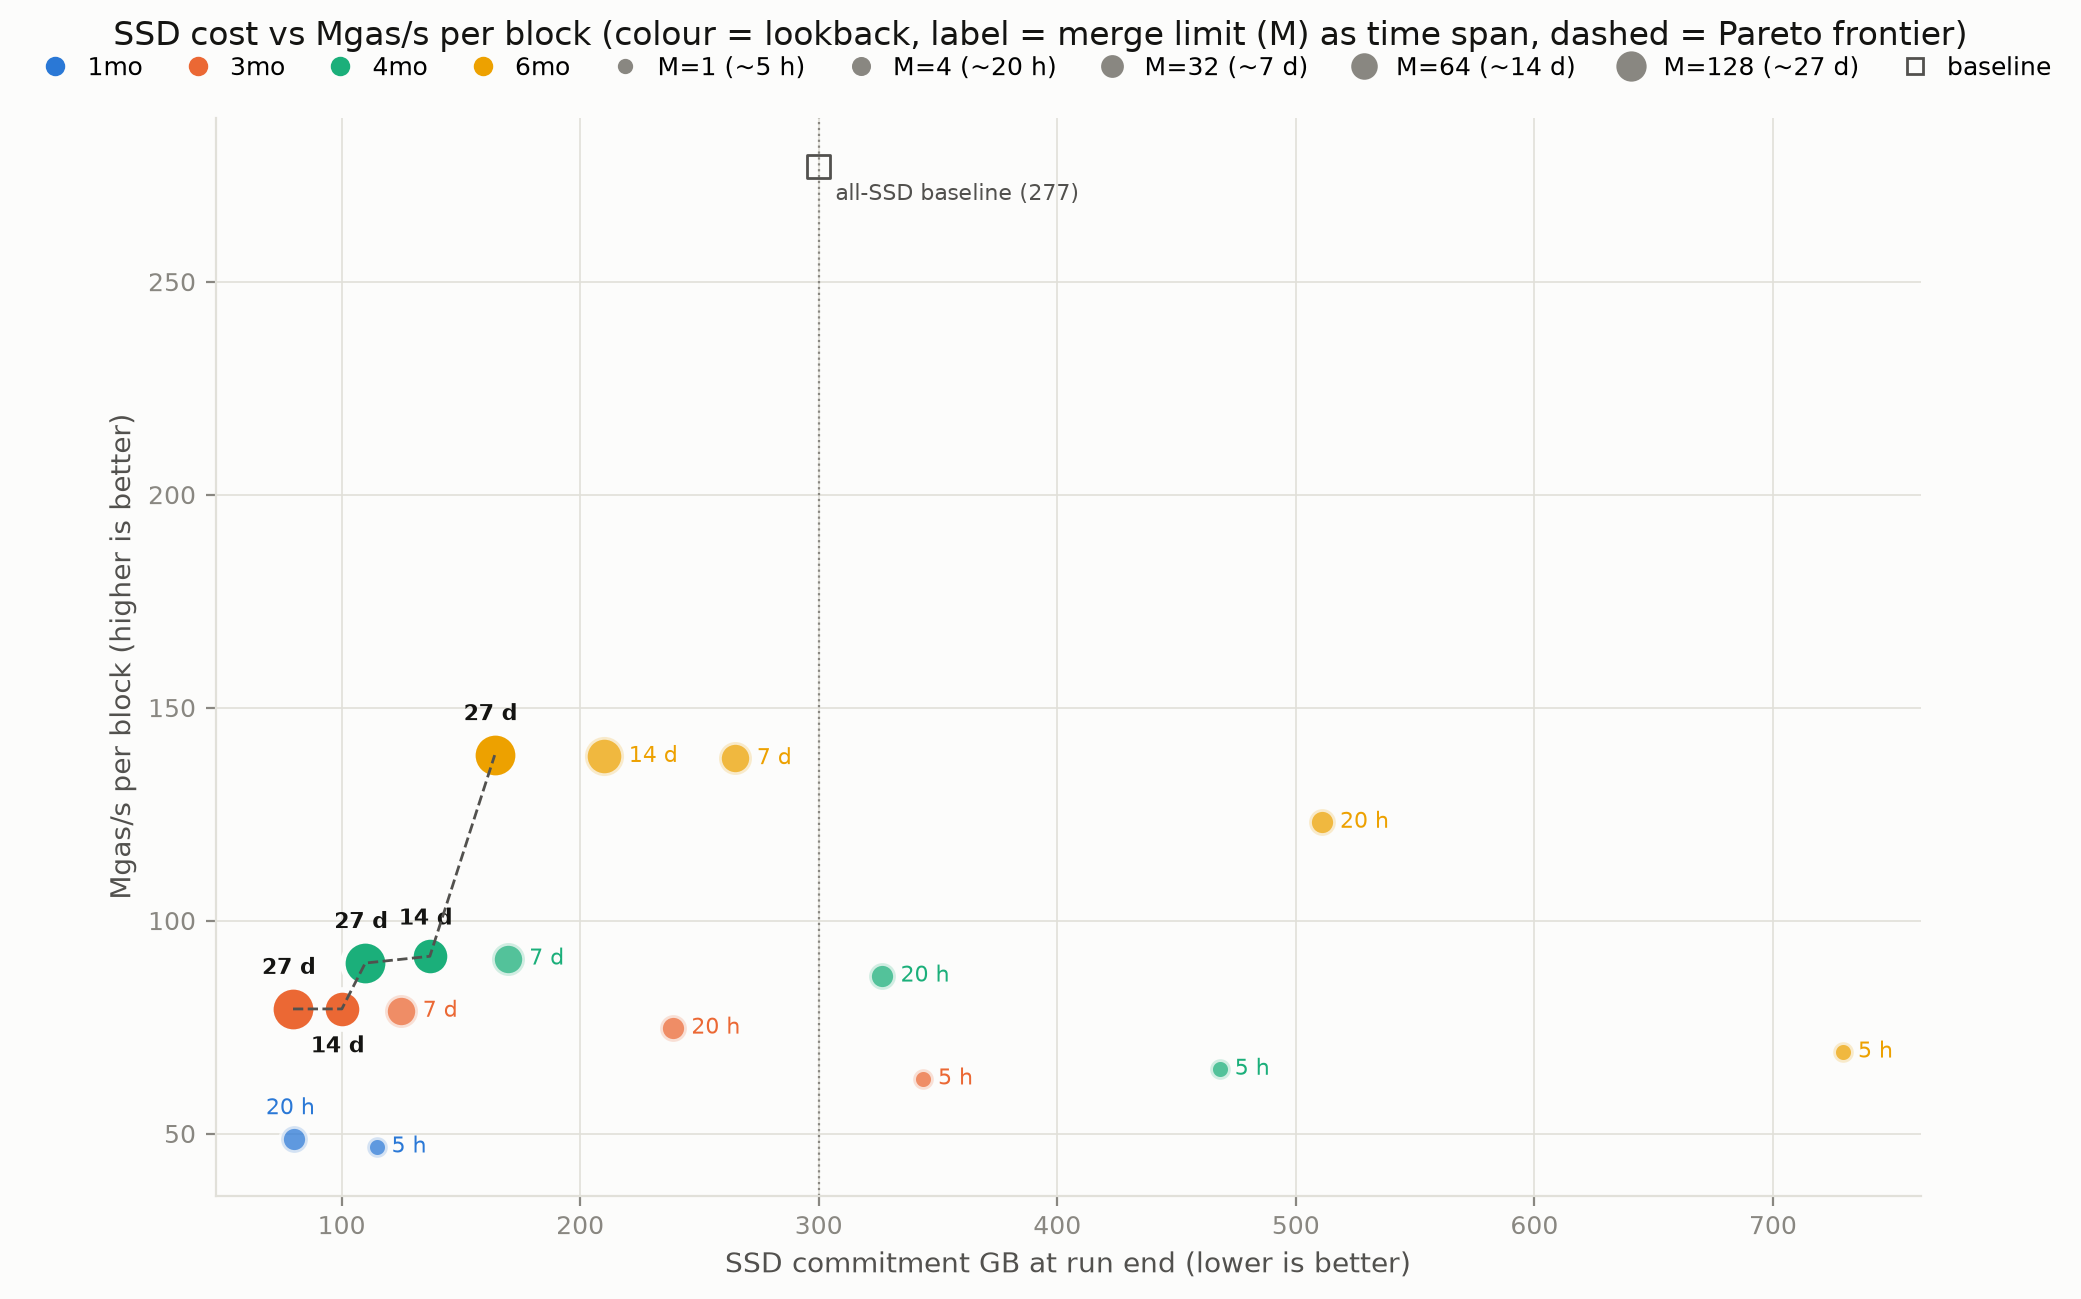 SSD cost vs Mgas/s per block (colour = lookback, label = merge limit (M) as time span, dashed = Pareto frontier)
1mo 3mo 4mo 6mo M=1 (~5 h) M=4 (~20 h) M=32 (~7 d) M=64 (~14 d) M=128 (~27 d) baseline
all-SSD baseline (277)
250
200
150
100
50
Mgas/s per block (higher is better)
27 d
14 d
7 d
20 h
27 d
14 d
7 d
20 h
27 d
14 d
7 d
20 h
5 h
5 h
5 h
20 h
5 h
100 200 300 400 500 600 700
SSD commitment GB at run end (lower is better)